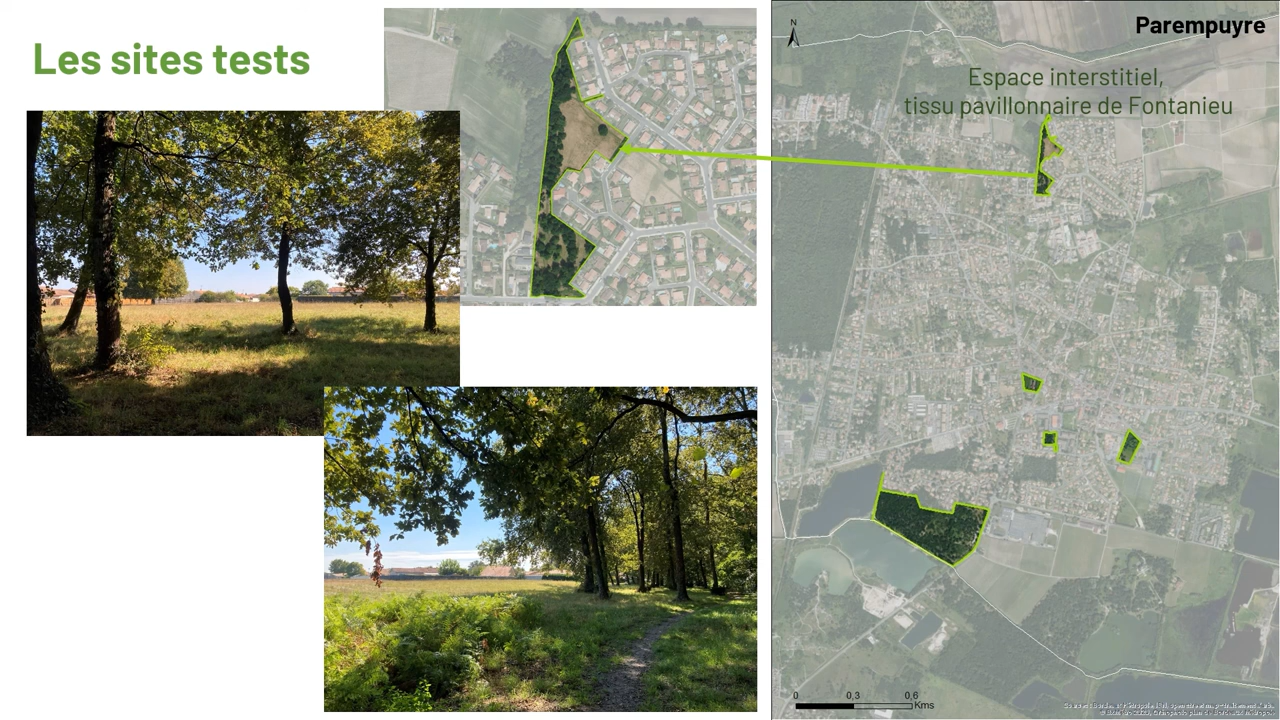 Les sites tests
N
Parempuyre
Espace interstitiel,
tissu pavillonnaire de Fontanieu
0 0,3 0,6
Kms